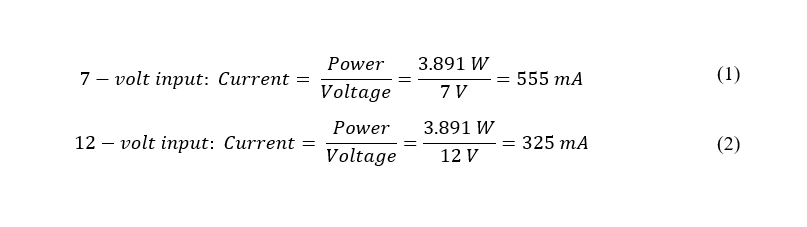 7 − volt input: Current = Power / Voltage = 3.891 W / 7 V = 555 mA (1)
12 − volt input: Current = Power / Voltage = 3.891 W / 12 V = 325 mA (2)